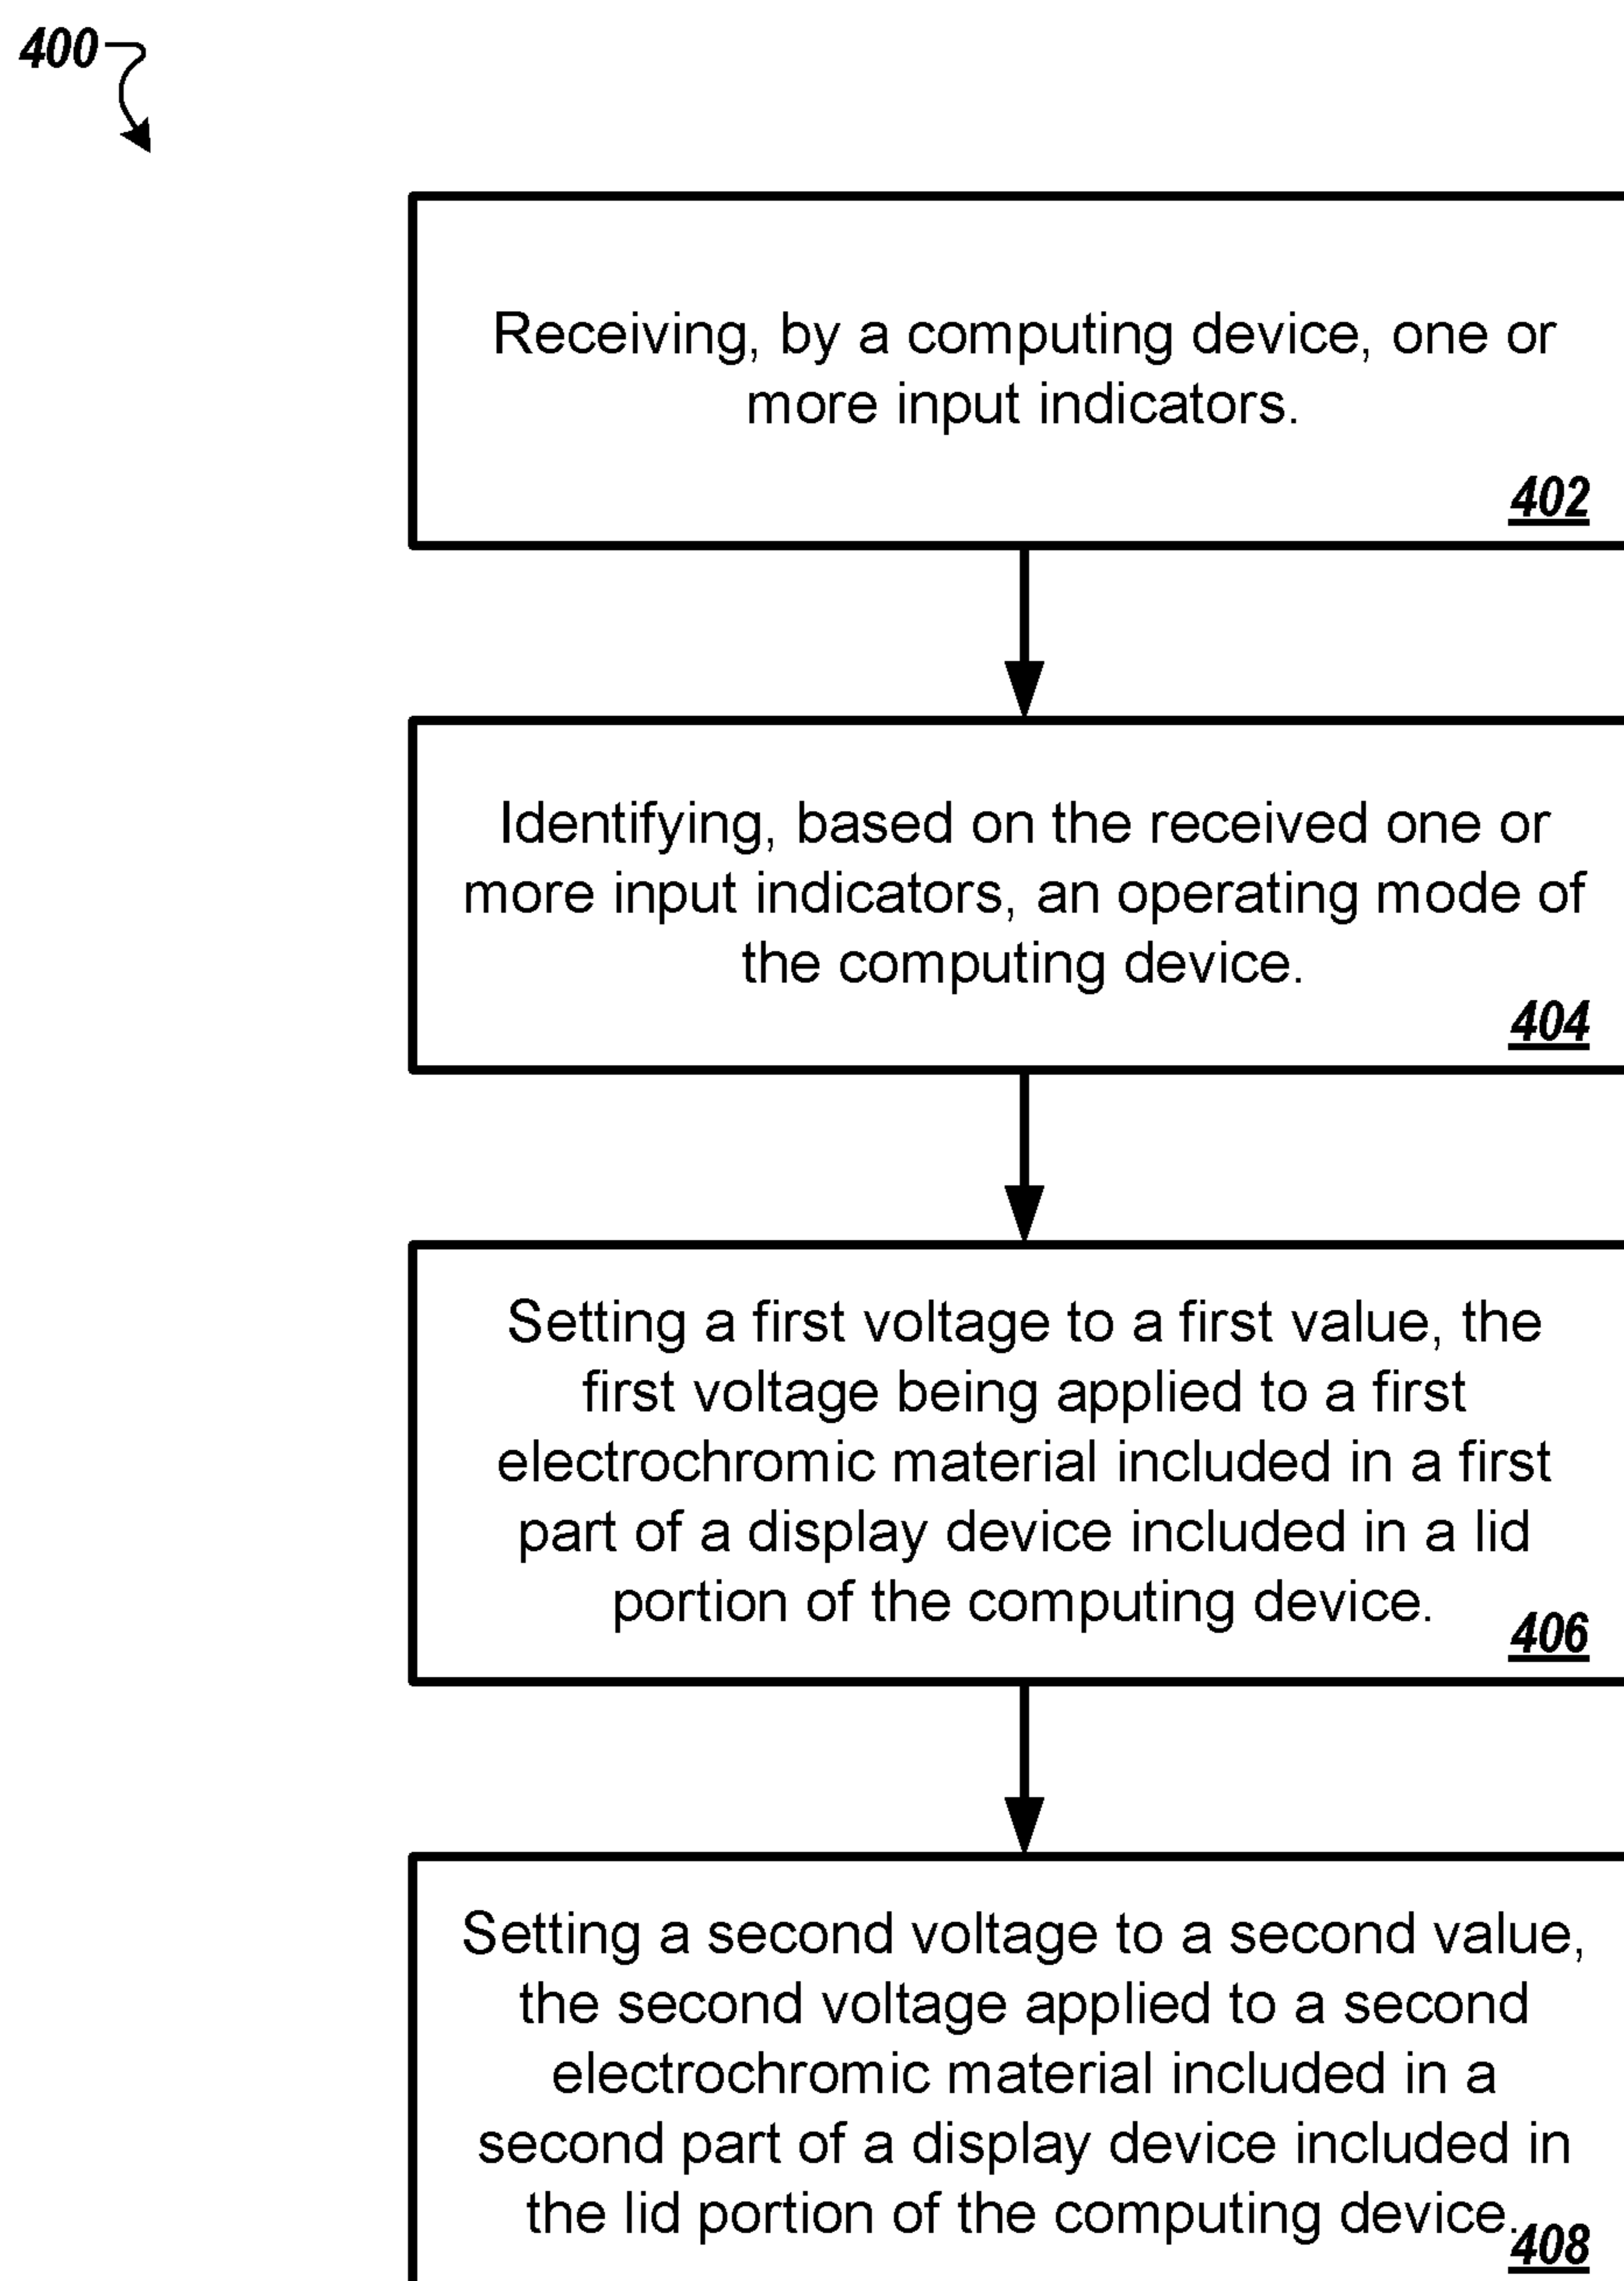 400
Receiving, by a computing device, one or
more input indicators.
402
Identifying, based on the received one or
more input indicators, an operating mode of
the computing device.
404
Setting a first voltage to a first value, the
first voltage being applied to a first
electrochromic material included in a first
part of a display device included in a lid
portion of the computing device.
406
Setting a second voltage to a second value,
the second voltage applied to a second
electrochromic material included in a
second part of a display device included in
the lid portion of the computing device.
408